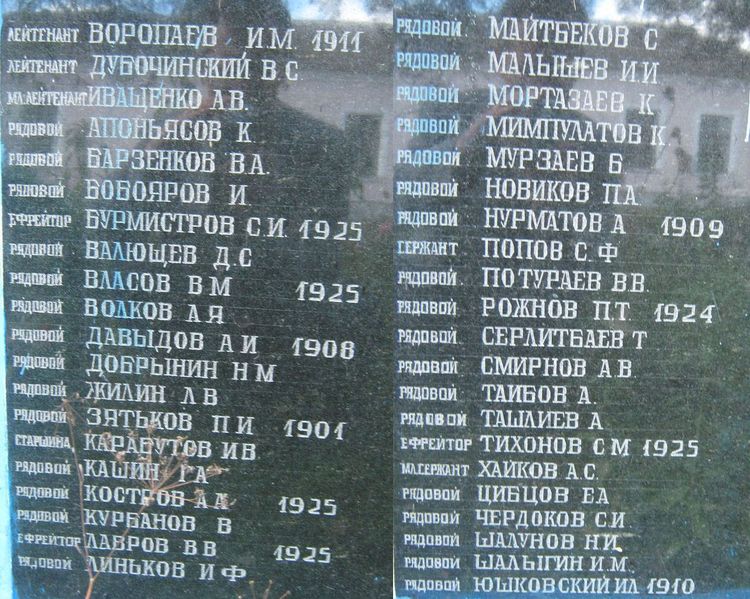 ЛЕЙТЕНАНТ ВОРОПАЕВ И.М. 1911
ЛЕЙТЕНАНТ ДУБОЧИНСКИЙ В.С
МЛ.ЛЕЙТЕНАНТ ИВАЩЕНКО А.В.
РЯДОВОЙ АПОНЬЯСОВ К.
РЯДОВОЙ БАРЗЕНКОВ В.А.
РЯДОВОЙ БОБОЯРОВ И.
ЕФРЕЙТОР БУРМИСТРОВ С.И. 1925
РЯДОВОЙ ВАЛЮЩЕВ Д.С
РЯДОВОЙ ВЛАСОВ В М 1925
РЯДОВОЙ ВОЛКОВ А.Я
РЯДОВОЙ ДАВЫДОВ А И 1908
РЯДОВОЙ ДОБРЫНИН Н М
РЯДОВОЙ ЖИЛИН Л В
РЯДОВОЙ ЗЯТЬКОВ П И 1901
СТАРШИНА КАРАПУТОВ И.В
РЯДОВОЙ КАШИН Г А
РЯДОВОЙ КОСТРОВ А А 1925
РЯДОВОЙ КУРБАНОВ В
ЕФРЕЙТОР ЛАВРОВ В В 1925
РЯДОВОЙ ЛИНЬКОВ И Ф
РЯДОВОЙ МАЙТБЕКОВ С
РЯДОВОЙ МАЛЫШЕВ И.И
РЯДОВОЙ МОРТАЗАЕВ К
РЯДОВОЙ МИМПУЛАТОВ К.
РЯДОВОЙ МУРЗАЕВ Б
РЯДОВОЙ НОВИКОВ П.А.
РЯДОВОЙ НУРМАТОВ А 1909
СЕРЖАНТ ПОПОВ С.Ф
РЯДОВОЙ ПОТУРАЕВ В.В.
РЯДОВОЙ РОЖНОВ П.Т. 1924
РЯДОВОЙ СЕРЛИТБАЕВ Т
РЯДОВОЙ СМИРНОВ А.В.
РЯДОВОЙ ТАИБОВ А.
РЯДОВОЙ ТАШЛИЕВ А
ЕФРЕЙТОР ТИХОНОВ С М 1925
МЛ.СЕРЖАНТ ХАЙКОВ А.С.
РЯДОВОЙ ЦИБЦОВ Е.А
РЯДОВОЙ ЧЕРДОКОВ С.И.
РЯДОВОЙ ШАЛУНОВ Н.И.
РЯДОВОЙ ШАЛЫГИН И.М.
РЯДОВОЙ ЮШКОВСКИЙ И.Л 1910